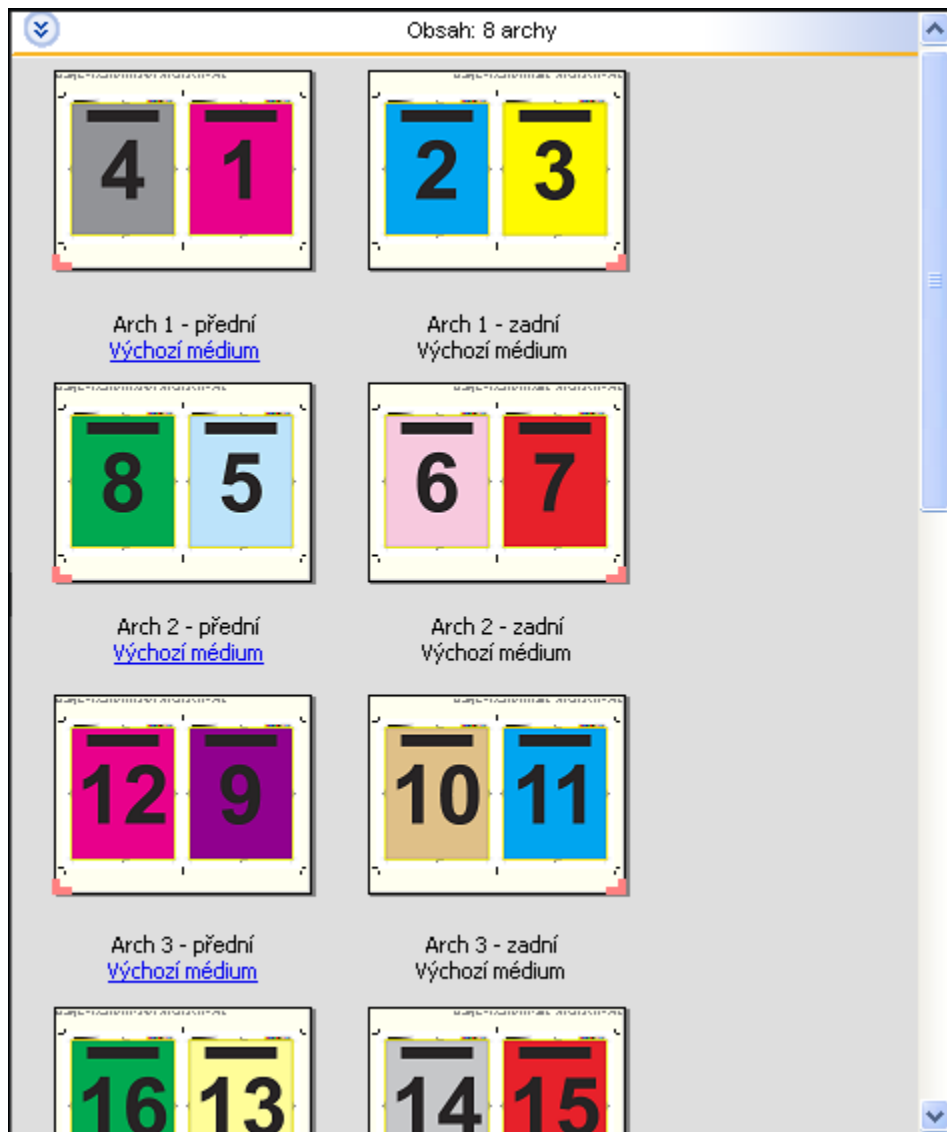 Obsah: 8 archy
4 1 2 3
Arch 1 - přední Arch 1 - zadní
Výchozí médium Výchozí médium
8 5 6 7
Arch 2 - přední Arch 2 - zadní
Výchozí médium Výchozí médium
12 9 10 11
Arch 3 - přední Arch 3 - zadní
Výchozí médium Výchozí médium
16 13 14 15